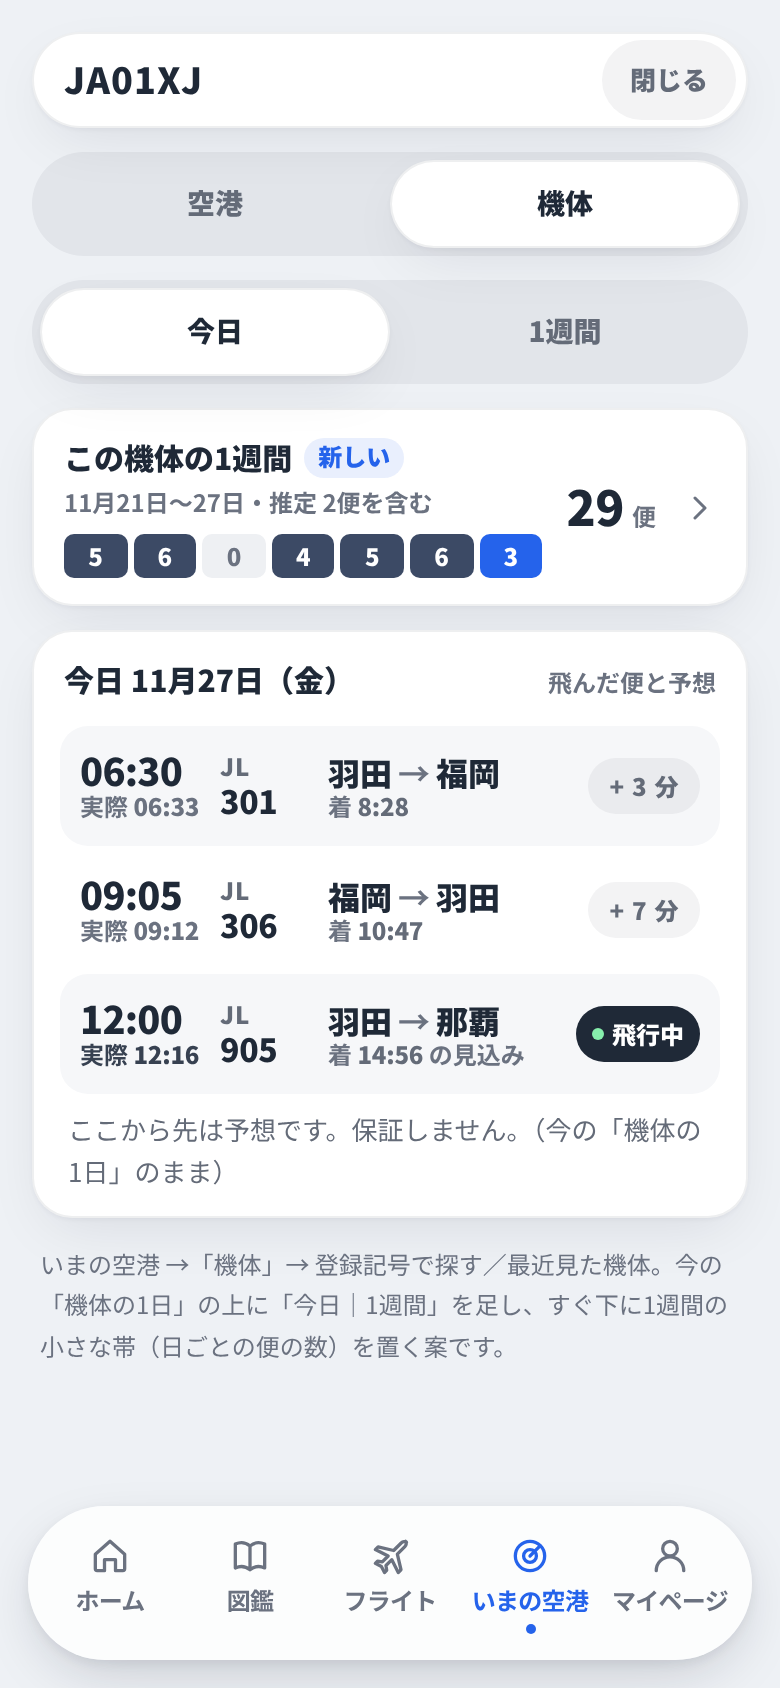 JA01XJ
閉じる
空港
機体
今日
1週間
この機体の1週間 新しい
11月21日〜27日・推定 2便を含む
29 便
5 6 0 4 5 6 3
今日 11月27日（金）
飛んだ便と予想
06:30 JL 羽田→福岡
実際 06:33 301 着 8:28
+ 3 分
09:05 JL 福岡→羽田
実際 09:12 306 着 10:47
+ 7 分
12:00 JL 羽田→那覇
実際 12:16 905 着 14:56 の見込み
飛行中
ここから先は予想です。保証しません。（今の「機体の
1日」のまま）
いまの空港→「機体」→登録記号で探す／最近見た機体。今の
「機体の1日」の上に「今日｜1週間」を足し、すぐ下に1週間の
小さな帯（日ごとの便の数）を置く案です。
ホーム 図鑑 フライト いまの空港 マイページ